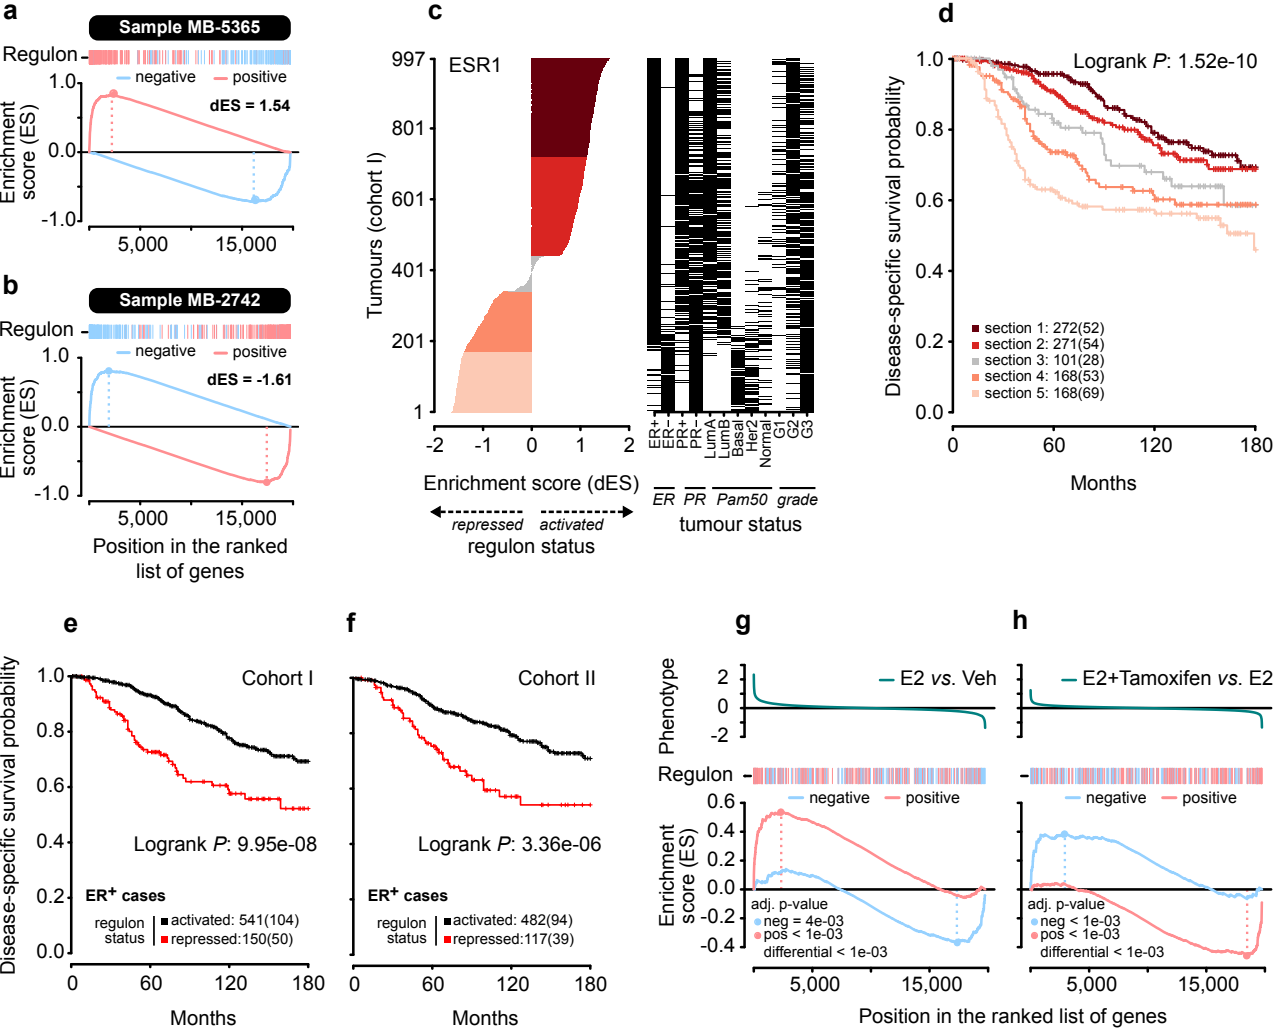 a
Sample MB-5365
Regulon
negative positive
dES = 1.54
Enrichment
score (ES)
1.0
0.0
-1.0
5,000 15,000
b
Sample MB-2742
Regulon
negative positive
dES = -1.61
Enrichment
score (ES)
1.0
0.0
-1.0
5,000 15,000
Position in the ranked
list of genes
c
ESR1
Tumours (cohort I)
997
801
601
401
201
1
-2 -1 0 1 2
Enrichment score (dES)
repressed activated
regulon status
ER+ ER− PR+ PR− LumA LumB Basal Her2 Normal G1 G2 G3
ER PR Pam50 grade
tumour status
d
Logrank P: 1.52e-10
Disease-specific survival probability
1.0
0.8
0.6
0.4
0.2
0.0
section 1: 272(52)
section 2: 271(54)
section 3: 101(28)
section 4: 168(53)
section 5: 168(69)
0 60 120 180
Months
e
Cohort I
Disease-specific survival probability
1.0
0.8
0.6
0.4
0.2
0.0
Logrank P: 9.95e-08
ER+ cases
regulon
status
activated: 541(104)
repressed:150(50)
0 60 120 180
Months
f
Cohort II
Logrank P: 3.36e-06
ER+ cases
regulon
status
activated: 482(94)
repressed:117(39)
0 60 120 180
Months
g
Phenotype
2
0
-2
E2 vs. Veh
Regulon
negative positive
Enrichment
score (ES)
0.6
0.4
0.2
0.0
-0.2
-0.4
adj. p-value
neg = 4e-03
pos < 1e-03
differential < 1e-03
5,000 15,000
h
E2+Tamoxifen vs. E2
negative positive
adj. p-value
neg < 1e-03
pos < 1e-03
differential < 1e-03
5,000 15,000
Position in the ranked list of genes